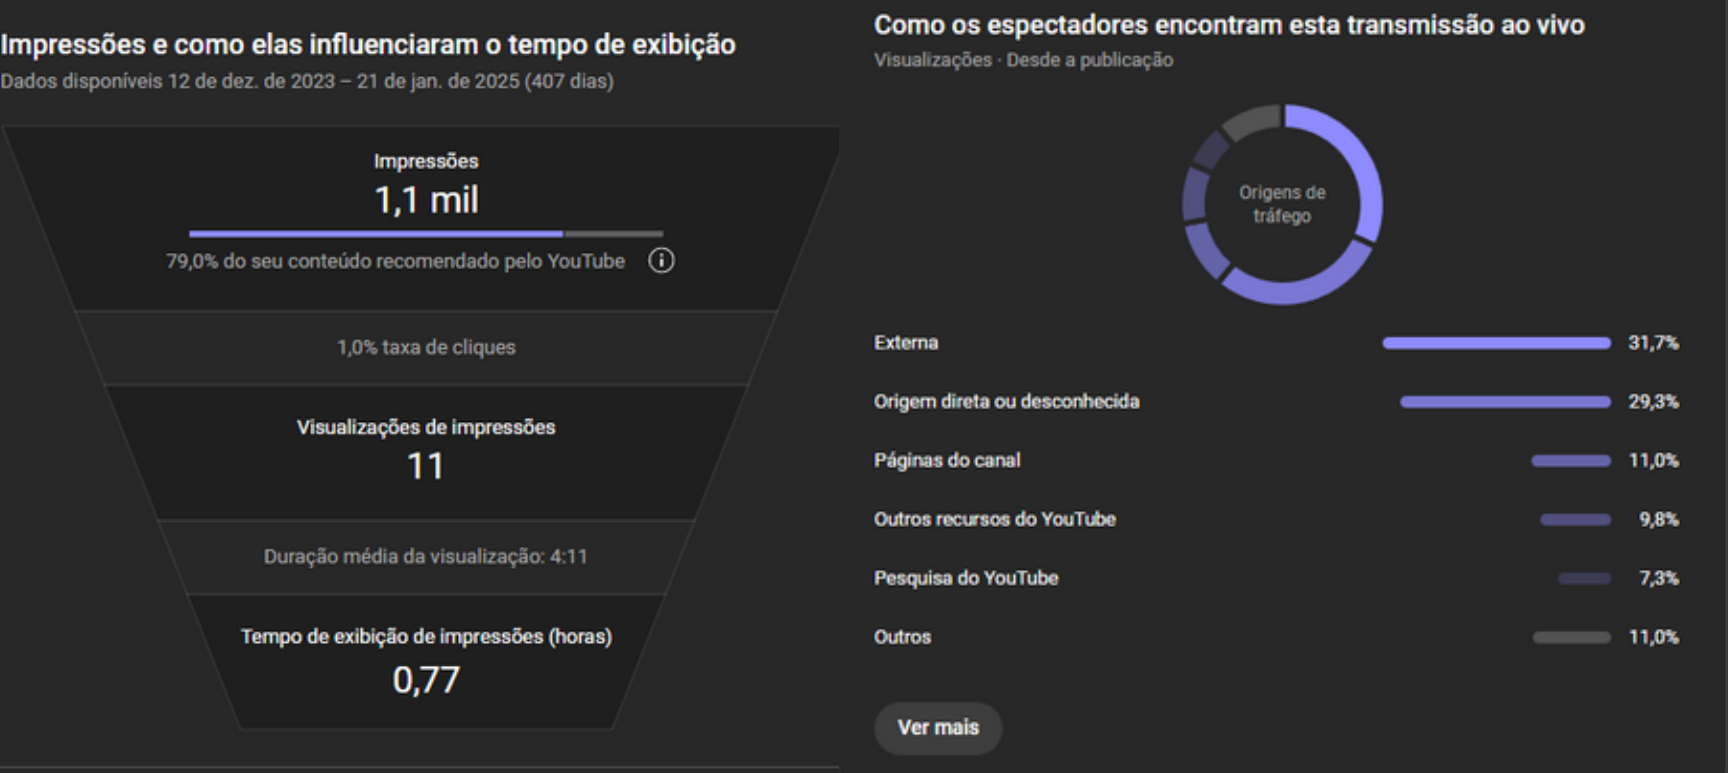 Impressões e como elas influenciaram o tempo de exibição
Dados disponíveis 12 de dez. de 2023 – 21 de jan. de 2025 (407 dias)
Impressões
1,1 mil
79,0% do seu conteúdo recomendado pelo YouTube
1,0% taxa de cliques
Visualizações de impressões
11
Duração média da visualização: 4:11
Tempo de exibição de impressões (horas)
0,77
Como os espectadores encontram esta transmissão ao vivo
Visualizações · Desde a publicação
Origens de
tráfego
Externa 31,7%
Origem direta ou desconhecida 29,3%
Páginas do canal 11,0%
Outros recursos do YouTube 9,8%
Pesquisa do YouTube 7,3%
Outros 11,0%
Ver mais